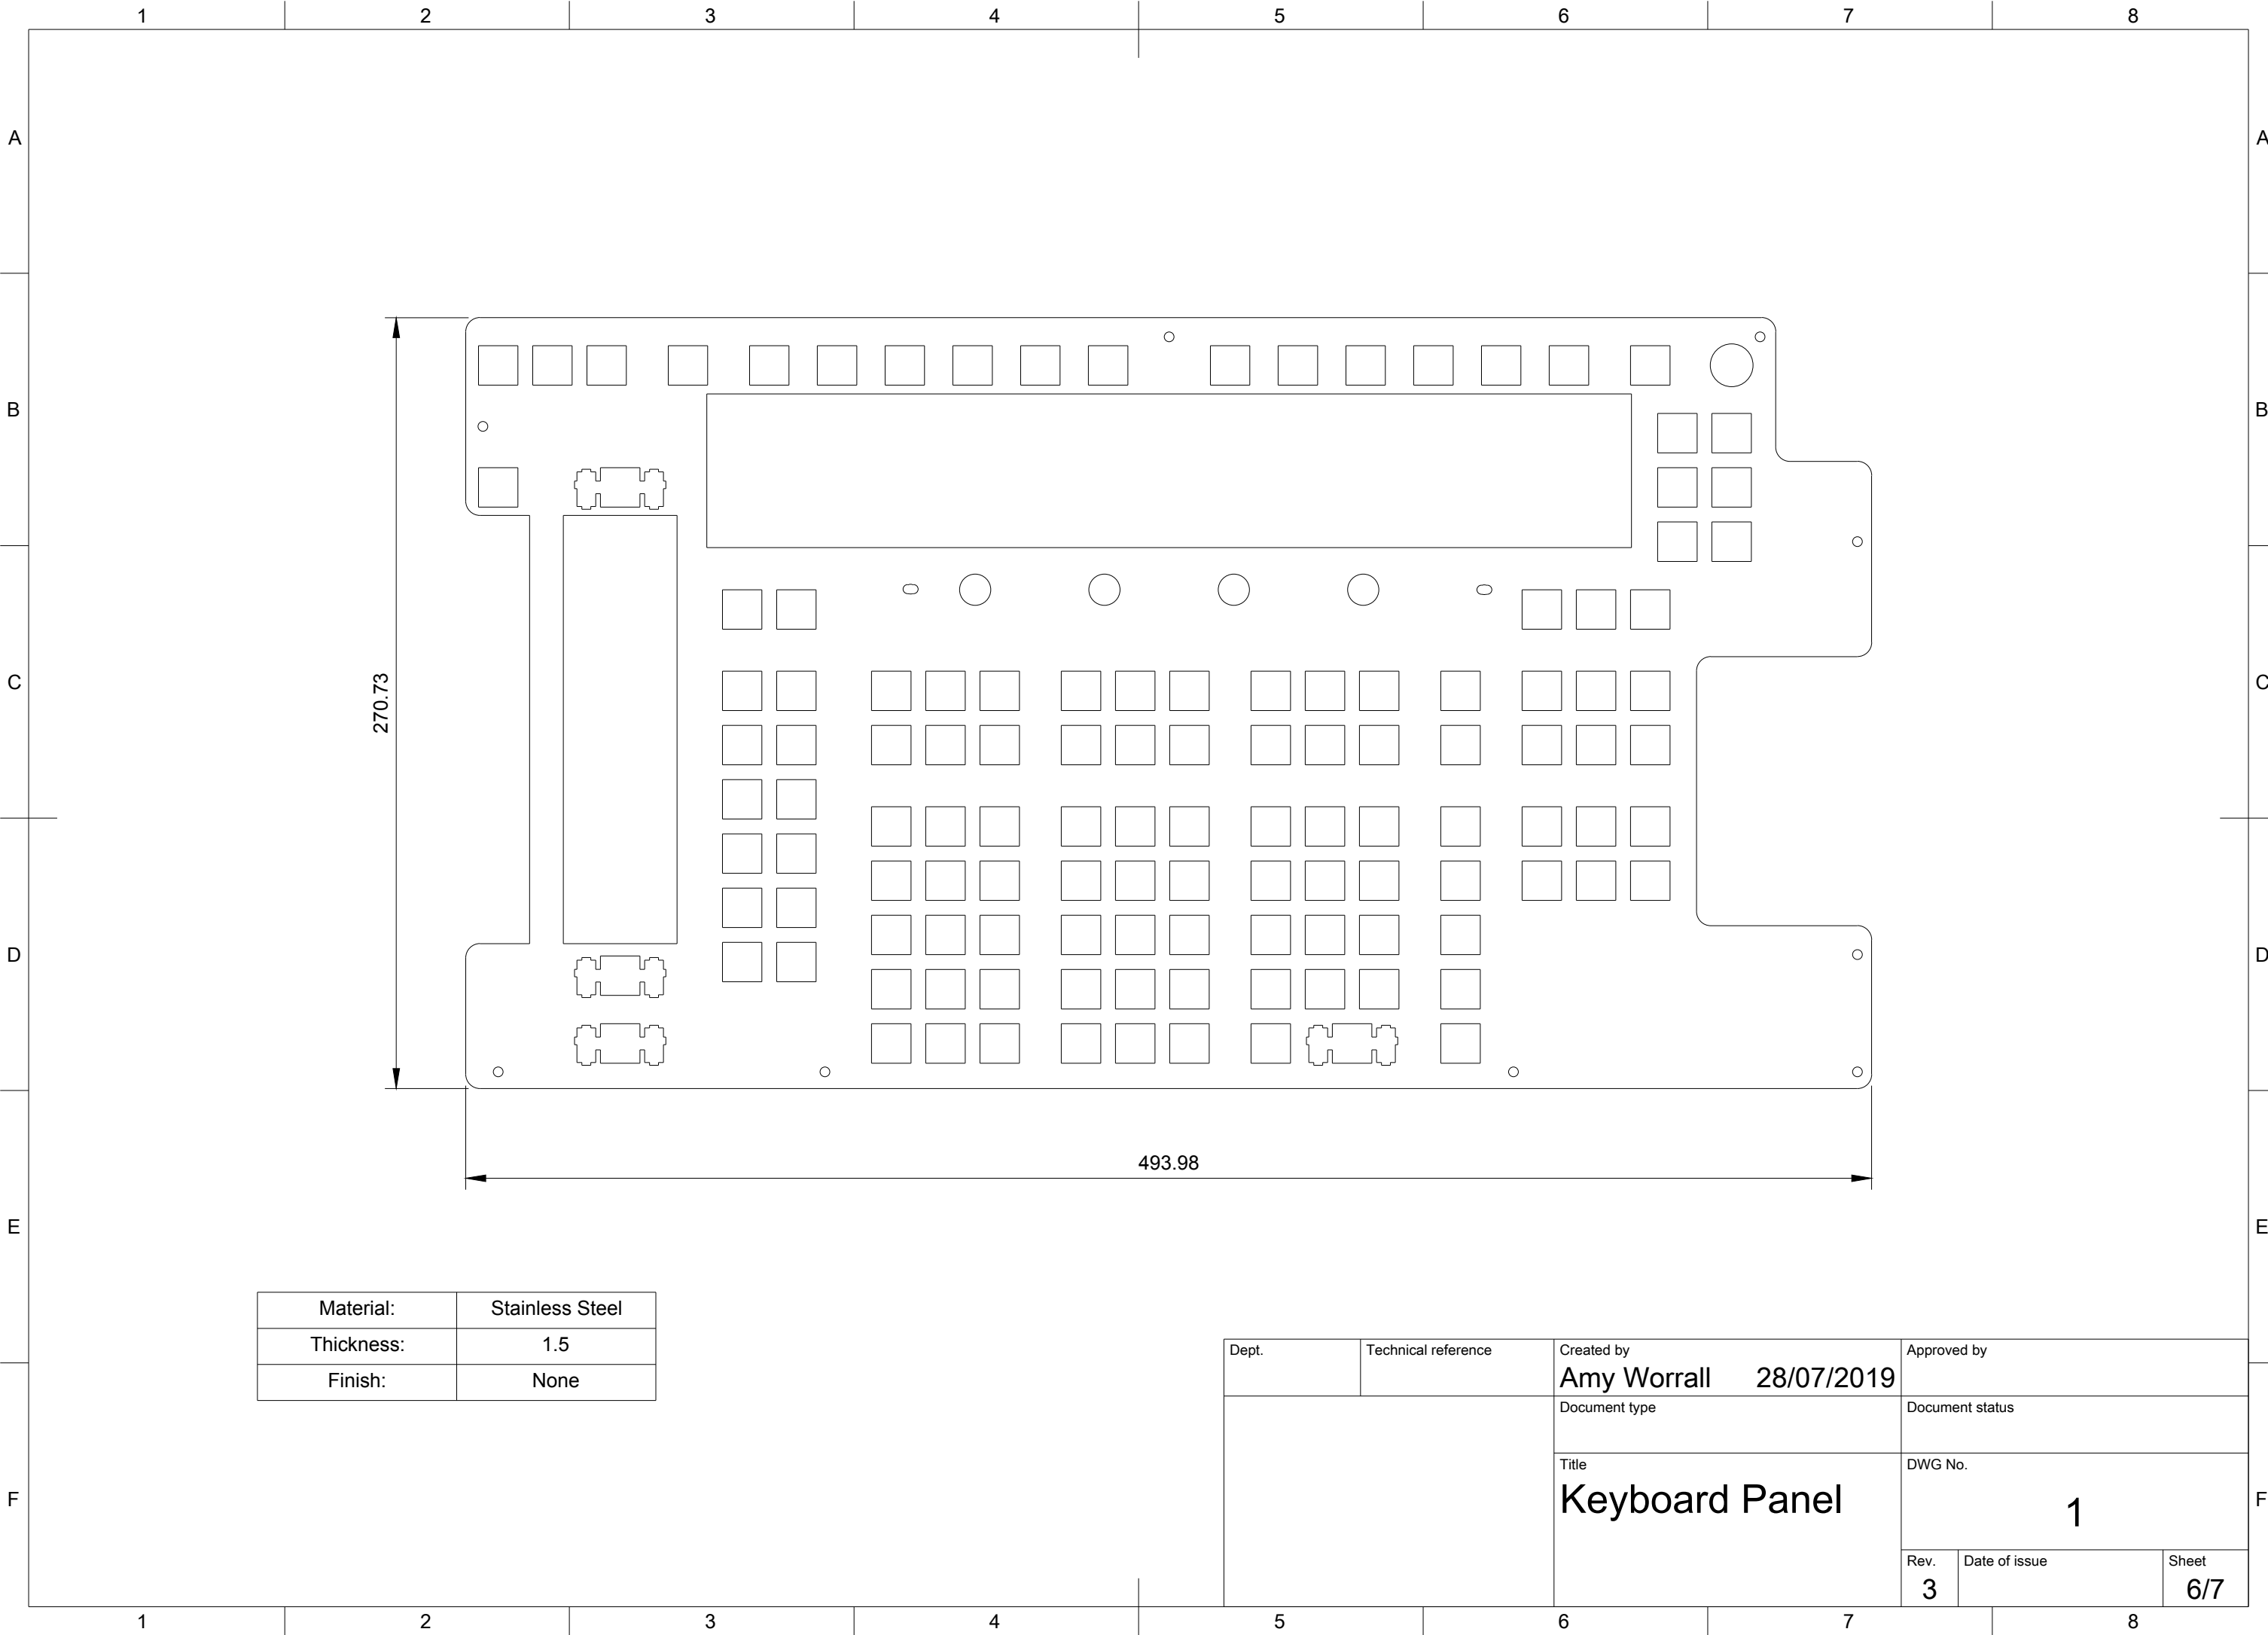 1 2 3 4 5 6 7 8
A A
B B
270.73
C C
D D
493.98
E E
Material: Stainless Steel
Thickness: 1.5
Finish: None
Dept. Technical reference Created by Approved by
Amy Worrall 28/07/2019
Document type Document status
Title DWG No.
Keyboard Panel
1
F F
Rev. Date of issue Sheet
3 6/7
1 2 3 4 5 6 7 8